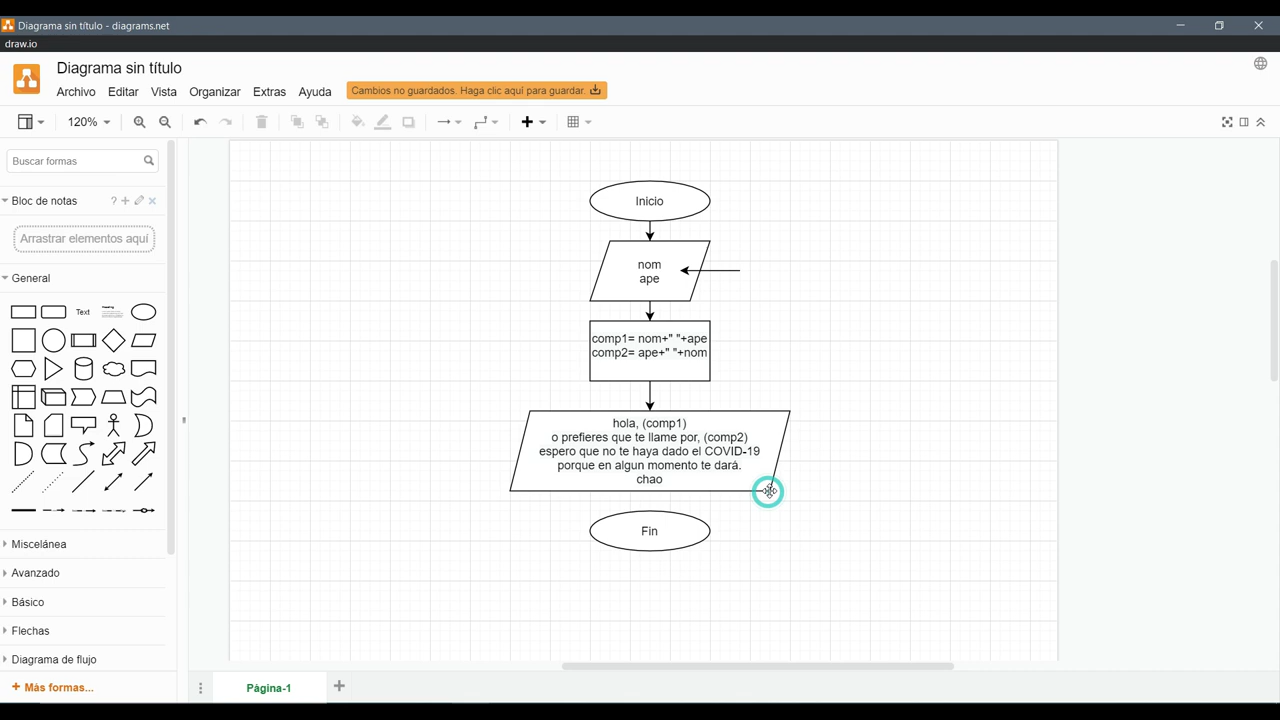 Diagrama sin título - diagrams.net
draw.io
Diagrama sin título
Archivo Editar Vista Organizar Extras Ayuda Cambios no guardados. Haga clic aquí para guardar.
120%
Buscar formas
Bloc de notas ?
Arrastrar elementos aquí
General
Text
Heading
Miscelánea
Avanzado
Básico
Flechas
Diagrama de flujo
+ Más formas...
Inicio
nom
ape
comp1= nom+" "+ape
comp2= ape+" "+nom
hola, (comp1)
o prefieres que te llame por, (comp2)
espero que no te haya dado el COVID-19
porque en algun momento te dará.
chao
Fin
Página-1